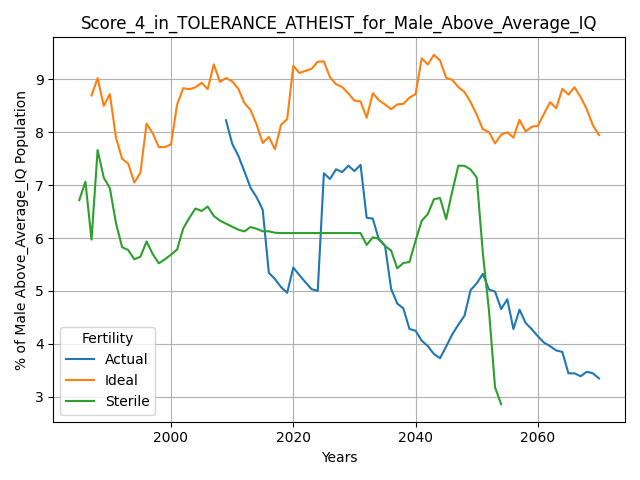 Score_4_in_TOLERANCE_ATHEIST_for_Male_Above_Average_IQ
% of Male Above_Average_IQ Population
9
8
7
6
5
4
3
Fertility
Actual
Ideal
Sterile
2000 2020 2040 2060
Years